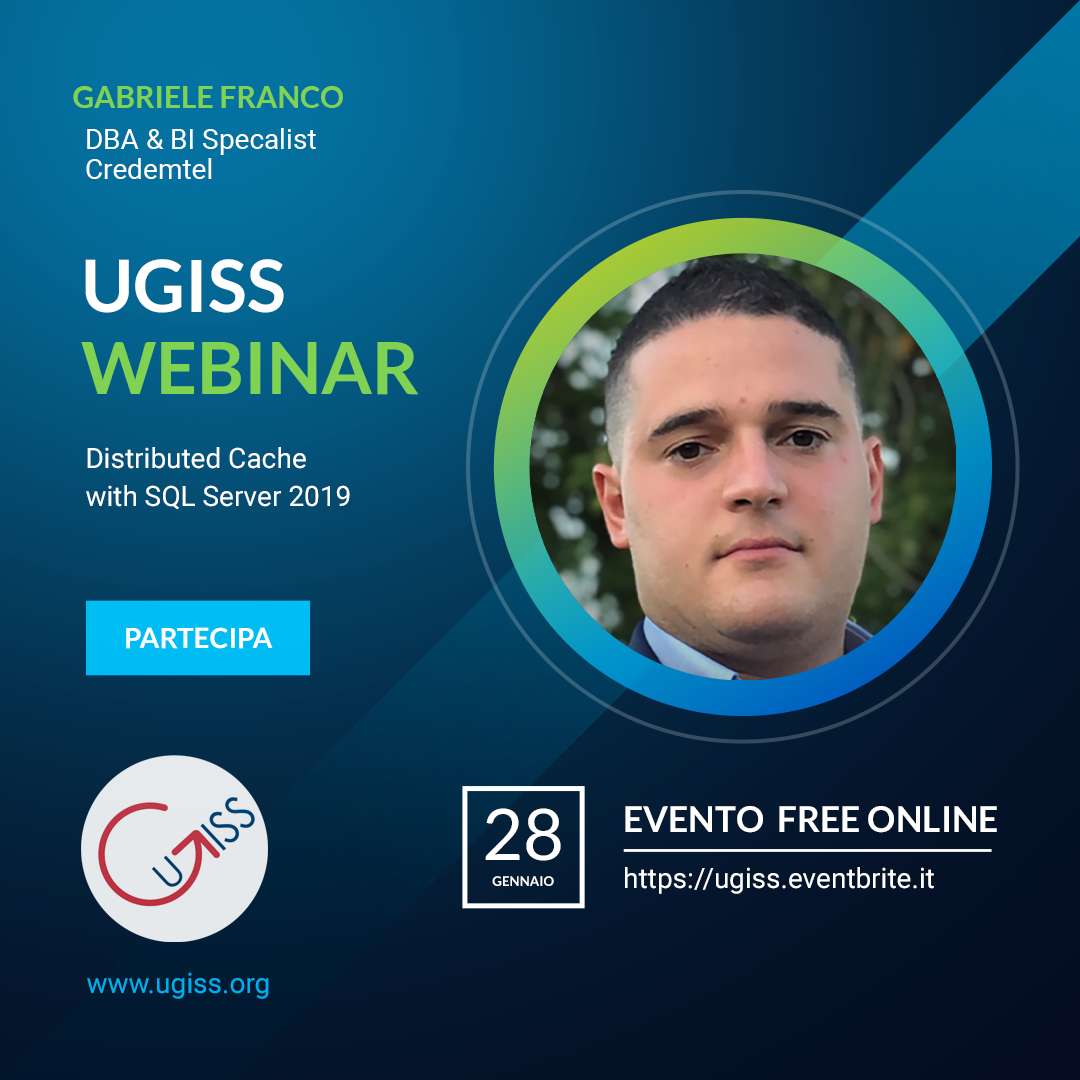 GABRIELE FRANCO
DBA & BI Specalist
Credemtel
UGISS
WEBINAR
Distributed Cache
with SQL Server 2019
PARTECIPA
UGISS
www.ugiss.org
28
GENNAIO
EVENTO FREE ONLINE
https://ugiss.eventbrite.it